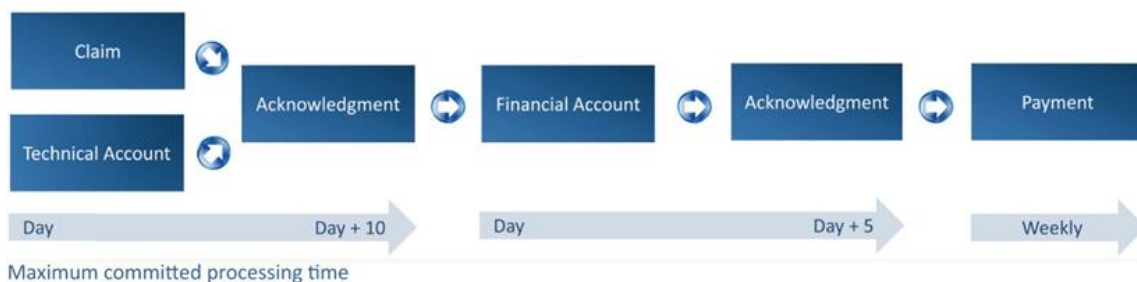 Claim
Technical Account
Acknowledgment
Financial Account
Acknowledgment
Payment
Day
Day + 10
Day
Day + 5
Weekly
Maximum committed processing time